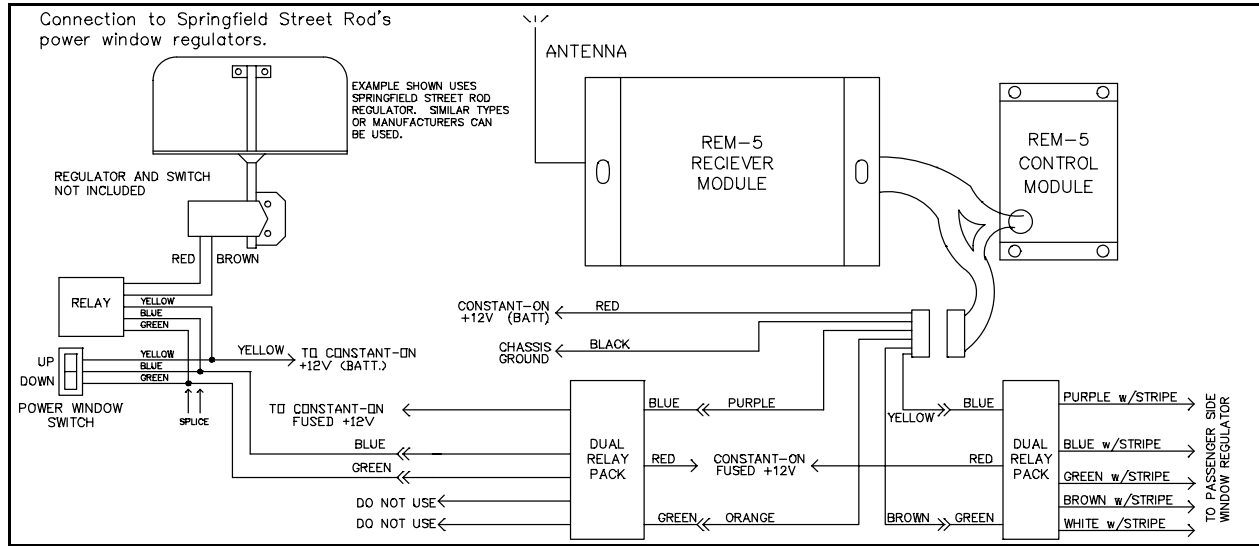 Connection to Springfield Street Rod's
power window regulators.
ANTENNA
EXAMPLE SHOWN USES
SPRINGFIELD STREET ROD
REGULATOR. SIMILAR TYPES
OR MANUFACTURERS CAN
BE USED.
REM-5
RECIEVER
MODULE
REM-5
CONTROL
MODULE
REGULATOR AND SWITCH
NOT INCLUDED
RED
BROWN
RELAY
YELLOW
BLUE
GREEN
UP
DOWN
YELLOW
BLUE
GREEN
POWER WINDOW
SWITCH
SPLICE
YELLOW
TO CONSTANT-ON
+12V (BATT.)
CONSTANT-ON
+12V (BATT)
RED
CHASSIS
GROUND
BLACK
TO CONSTANT-ON
FUSED +12V
BLUE
GREEN
DO NOT USE
DO NOT USE
DUAL
RELAY
PACK
BLUE
PURPLE
RED
CONSTANT-ON
FUSED +12V
GREEN
ORANGE
YELLOW
BLUE
RED
BROWN
GREEN
DUAL
RELAY
PACK
PURPLE w/STRIPE
BLUE w/STRIPE
GREEN w/STRIPE
BROWN w/STRIPE
WHITE w/STRIPE
TO PASSENGER SIDE
WINDOW REGULATOR